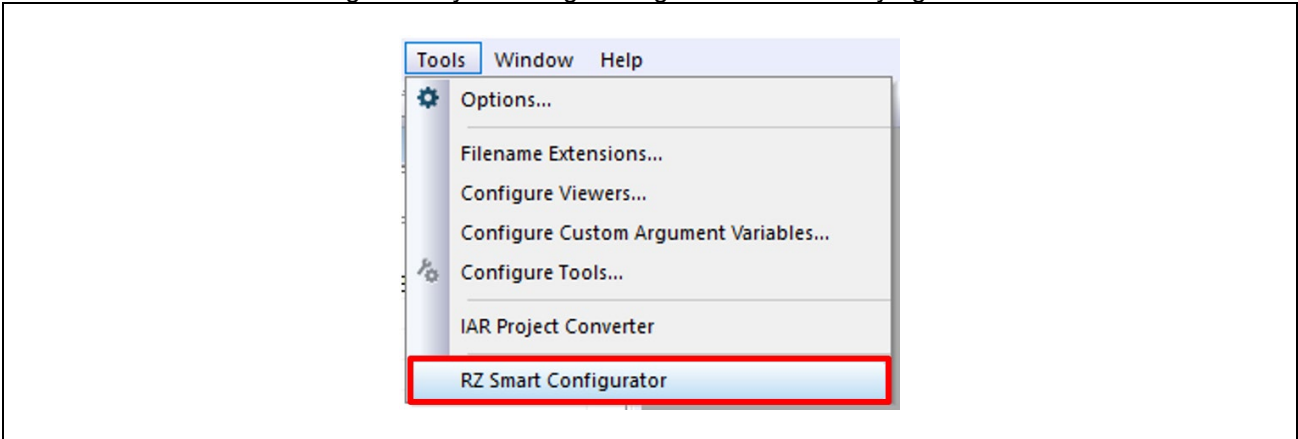 Tools Window Help
Options...
Filename Extensions...
Configure Viewers...
Configure Custom Argument Variables...
Configure Tools...
IAR Project Converter
RZ Smart Configurator